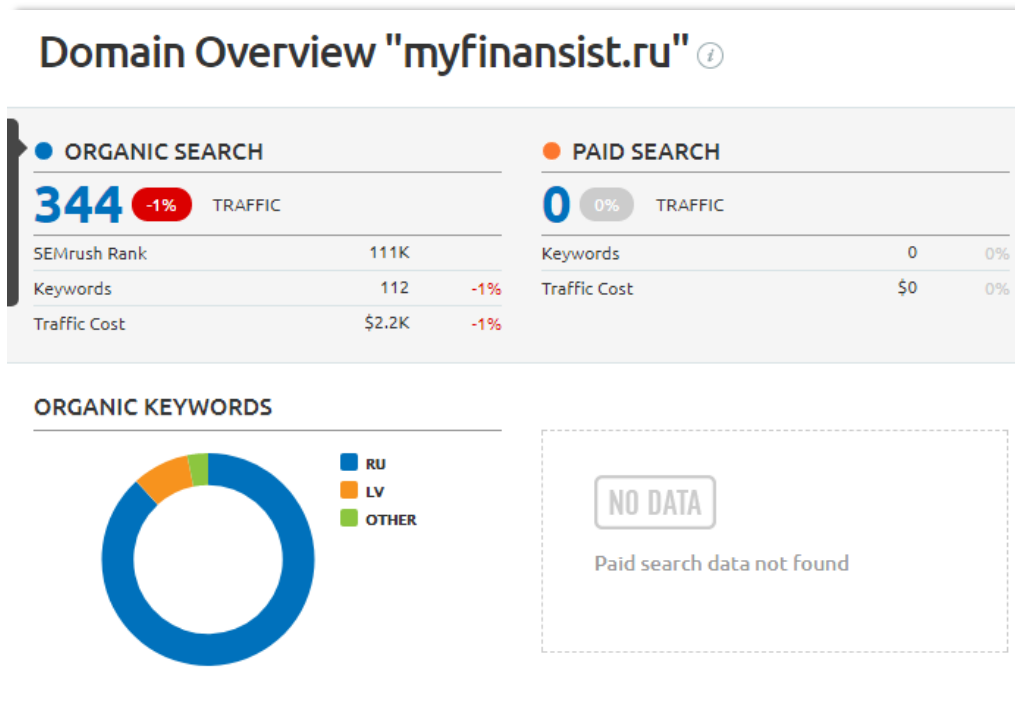 Domain Overview "myfinansist.ru" i
ORGANIC SEARCH
344 -1% TRAFFIC
SEMrush Rank 111K
Keywords 112 -1%
Traffic Cost $2.2K -1%
PAID SEARCH
0 0% TRAFFIC
Keywords 0 0%
Traffic Cost $0 0%
ORGANIC KEYWORDS
RU
LV
OTHER
NO DATA
Paid search data not found